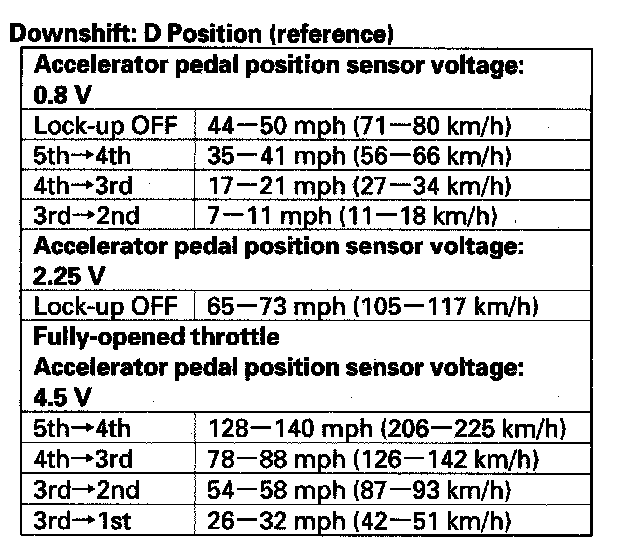 Downshift: D Position (reference)
Accelerator pedal position sensor voltage:
0.8 V
Lock-up OFF 44—50 mph (71—80 km/h)
5th→4th 35—41 mph (56—66 km/h)
4th→3rd 17—21 mph (27—34 km/h)
3rd→2nd 7—11 mph (11—18 km/h)
Accelerator pedal position sensor voltage:
2.25 V
Lock-up OFF 65—73 mph (105—117 km/h)
Fully-opened throttle
Accelerator pedal position sensor voltage:
4.5 V
5th→4th 128—140 mph (206—225 km/h)
4th→3rd 78—88 mph (126—142 km/h)
3rd→2nd 54—58 mph (87—93 km/h)
3rd→1st 26—32 mph (42—51 km/h)